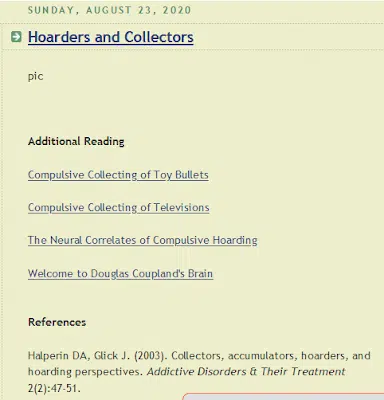 SUNDAY, AUGUST 23, 2020
Hoarders and Collectors
pic
Additional Reading
Compulsive Collecting of Toy Bullets
Compulsive Collecting of Televisions
The Neural Correlates of Compulsive Hoarding
Welcome to Douglas Coupland's Brain
References
Halperin DA, Glick J. (2003). Collectors, accumulators, hoarders, and
hoarding perspectives. Addictive Disorders & Their Treatment
2(2):47-51.